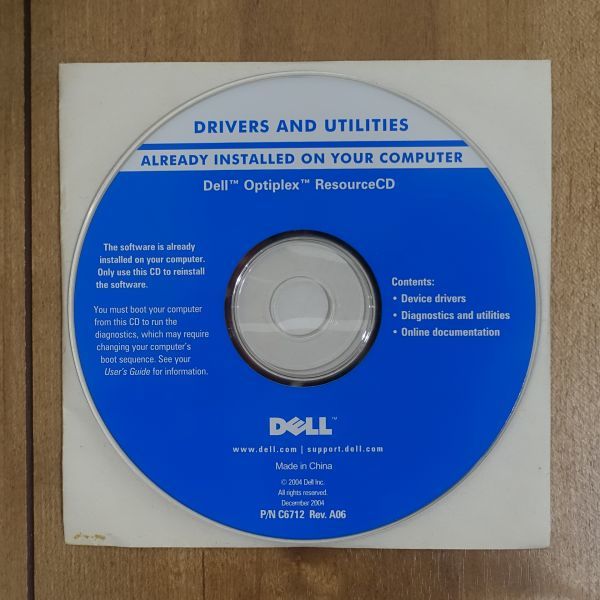 DRIVERS AND UTILITIES
ALREADY INSTALLED ON YOUR COMPUTER
Dell™ Optiplex™ ResourceCD
The software is already
installed on your computer.
Only use this CD to reinstall
the software.
You must boot your computer
from this CD to run the
diagnostics, which may require
changing your computer's
boot sequence. See your
User's Guide for information.
Contents:
• Device drivers
• Diagnostics and utilities
• Online documentation
DELL™
www.dell.com | support.dell.com
Made in China
© 2004 Dell Inc.
All rights reserved.
December 2004
P/N C6712 Rev. A06